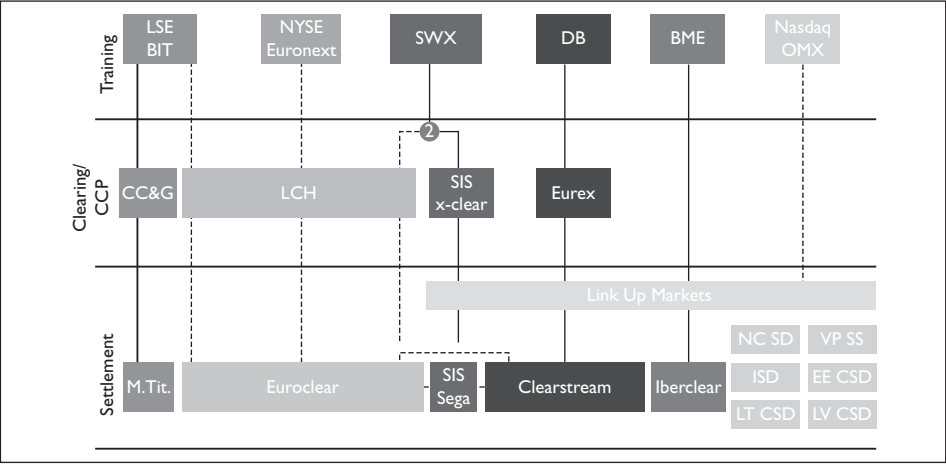 Training
LSE
BIT
NYSE
Euronext
SWX
DB
BME
Nasdaq
OMX
2
Clearing/
CCP
CC&G
LCH
SIS
x-clear
Eurex
Link Up Markets
Settlement
M.Tit.
Euroclear
SIS
Sega
Clearstream
Iberclear
NC SD
VP SS
ISD
EE CSD
LT CSD
LV CSD